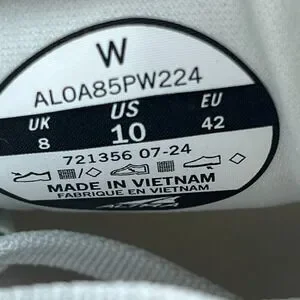 W
ALOA85PW224
UK US EU
8 10 42
721356 07-24
MADE IN VIETNAM
FABRIQUE EN VIETNAM